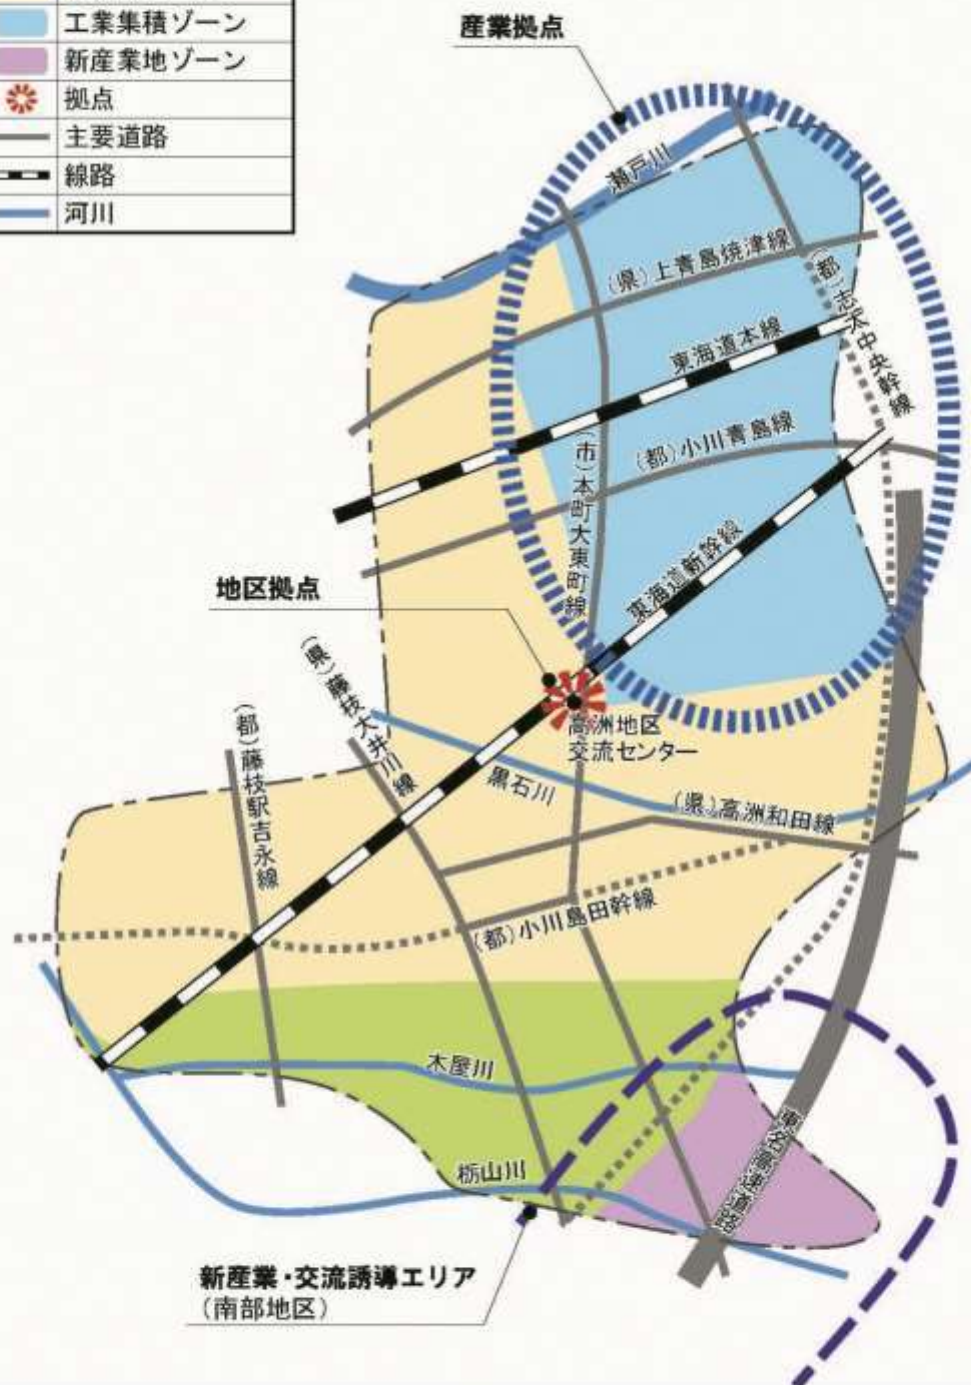 工業集積ゾーン
新産業地ゾーン
拠点
主要道路
線路
河川
産業拠点
瀬戸川
(県)上青島焼津線
(都)志太中央幹線
東海道本線
(都)小川青島線
(市)本町大東町線
東海道新幹線
地区拠点
(県)藤枝大井川線
(都)藤枝駅吉永線
高洲地区
交流センター
黒石川
(県)高洲和田線
(都)小川島田幹線
木屋川
栃山川
東名高速道路
新産業・交流誘導エリア
(南部地区)